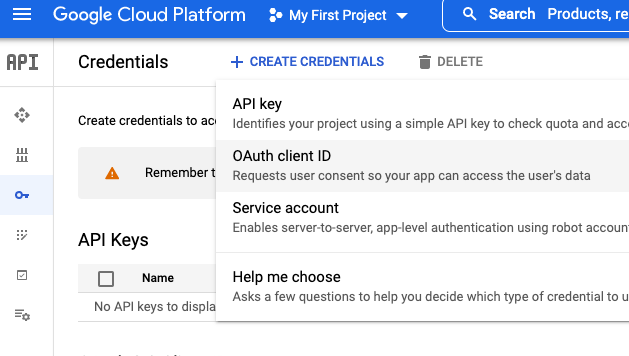 Google Cloud Platform
My First Project
Search Products, re
API
Credentials
CREATE CREDENTIALS
DELETE
API key
Identifies your project using a simple API key to check quota and acce
Create credentials to acc
OAuth client ID
Requests user consent so your app can access the user's data
Remember t
Service account
Enables server-to-server, app-level authentication using robot accoun
API Keys
Name
Help me choose
Asks a few questions to help you decide which type of credential to u
No API keys to displa